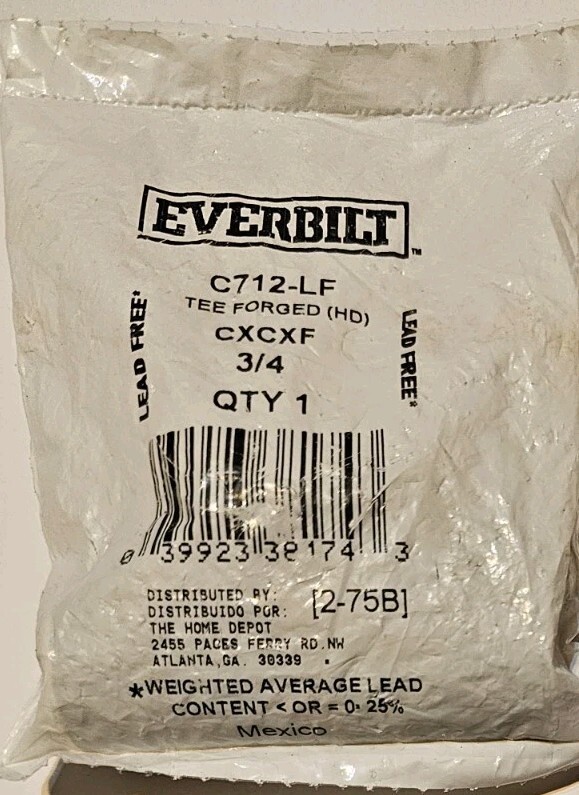 EVERBILT™
C712-LF
TEE FORGED (HD)
CXCXF
3/4
QTY 1
LEAD FREE*
LEAD FREE*
0 39923 38174 3
DISTRIBUTED BY:
DISTRIBUIDO POR: [2-75B]
THE HOME DEPOT
2455 PACES FERRY RD.NW
ATLANTA,GA. 30339
*WEIGHTED AVERAGE LEAD
CONTENT < OR = 0.25%
Mexico